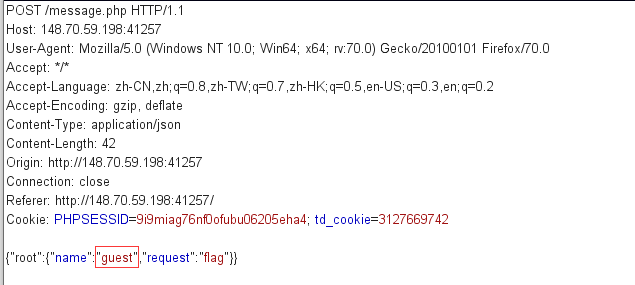 POST /message.php HTTP/1.1
Host: 148.70.59.198:41257
User-Agent: Mozilla/5.0 (Windows NT 10.0; Win64; x64; rv:70.0) Gecko/20100101 Firefox/70.0
Accept: */*
Accept-Language: zh-CN,zh;q=0.8,zh-TW;q=0.7,zh-HK;q=0.5,en-US;q=0.3,en;q=0.2
Accept-Encoding: gzip, deflate
Content-Type: application/json
Content-Length: 42
Origin: http://148.70.59.198:41257
Connection: close
Referer: http://148.70.59.198:41257/
Cookie: PHPSESSID=9i9miag76nf0ofubu06205eha4; td_cookie=3127669742
{"root":{"name":"guest","request":"flag"}}